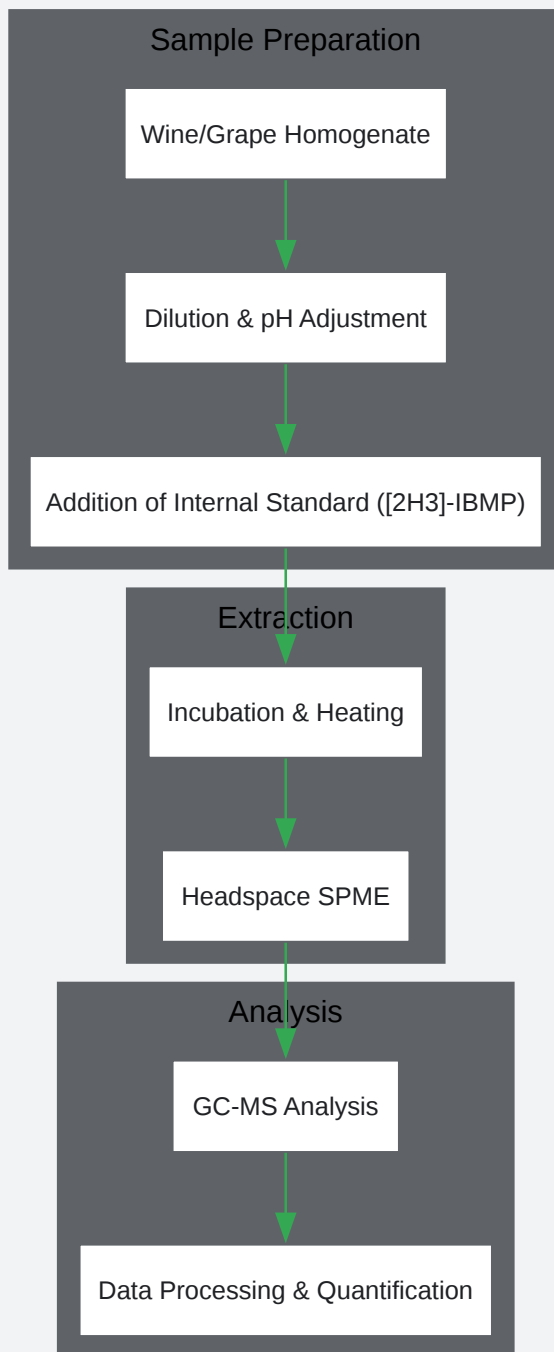 Sample Preparation
Wine/Grape Homogenate
Dilution & pH Adjustment
Addition of Internal Standard ([2H3]-IBMP)
Extraction
Incubation & Heating
Headspace SPME
Analysis
GC-MS Analysis
Data Processing & Quantification